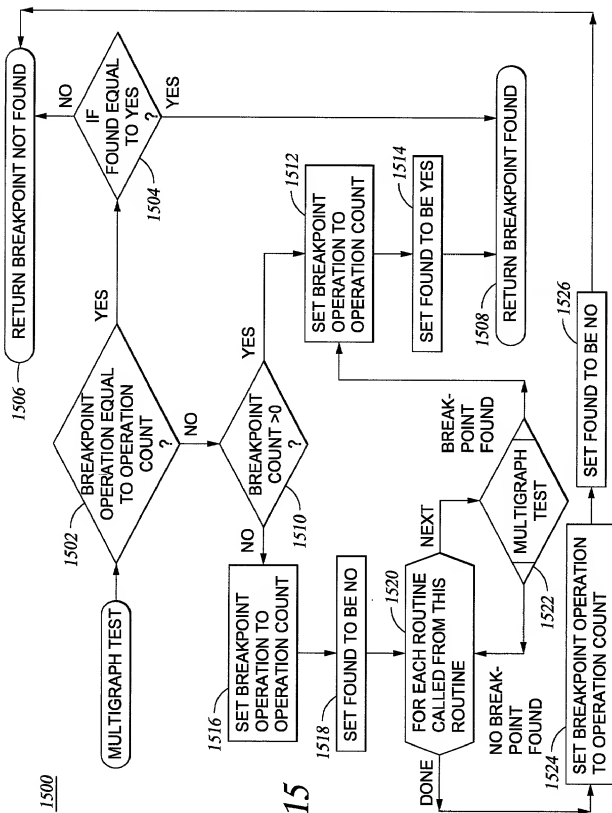 1500
MULTIGRAPH TEST
1502
BREAKPOINT
OPERATION EQUAL
TO OPERATION
COUNT
?
YES
NO
IF
FOUND EQUAL
TO YES
?
1504
NO
YES
1506
RETURN BREAKPOINT NOT FOUND
BREAKPOINT
COUNT >0
?
1510
YES
NO
1512
SET BREAKPOINT
OPERATION TO
OPERATION COUNT
1514
SET FOUND TO BE YES
1508
RETURN BREAKPOINT FOUND
1516
SET BREAKPOINT
OPERATION TO
OPERATION COUNT
1518
SET FOUND TO BE NO
1520
FOR EACH ROUTINE
CALLED FROM THIS
ROUTINE
NEXT
DONE
MULTIGRAPH
TEST
1522
BREAK-
POINT
FOUND
NO BREAK-
POINT
FOUND
1524
SET BREAKPOINT OPERATION
TO OPERATION COUNT
1526
SET FOUND TO BE NO
15